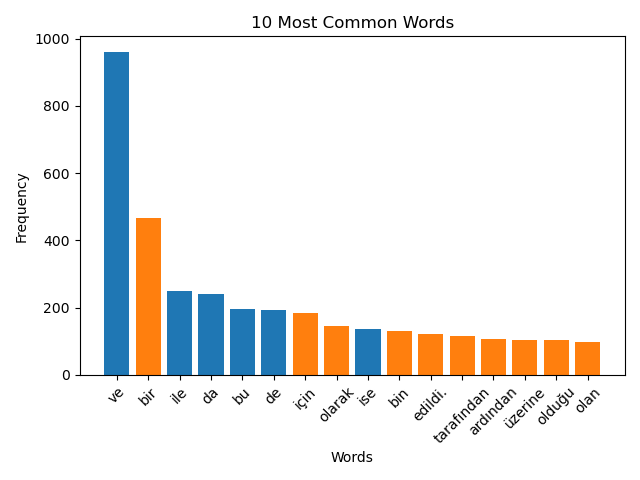 10 Most Common Words
Frequency
1000
800
600
400
200
0
ve
bir
ile
da
bu
de
için
olarak
ise
bin
edildi.
tarafından
ardından
üzerine
olduğu
olan
Words